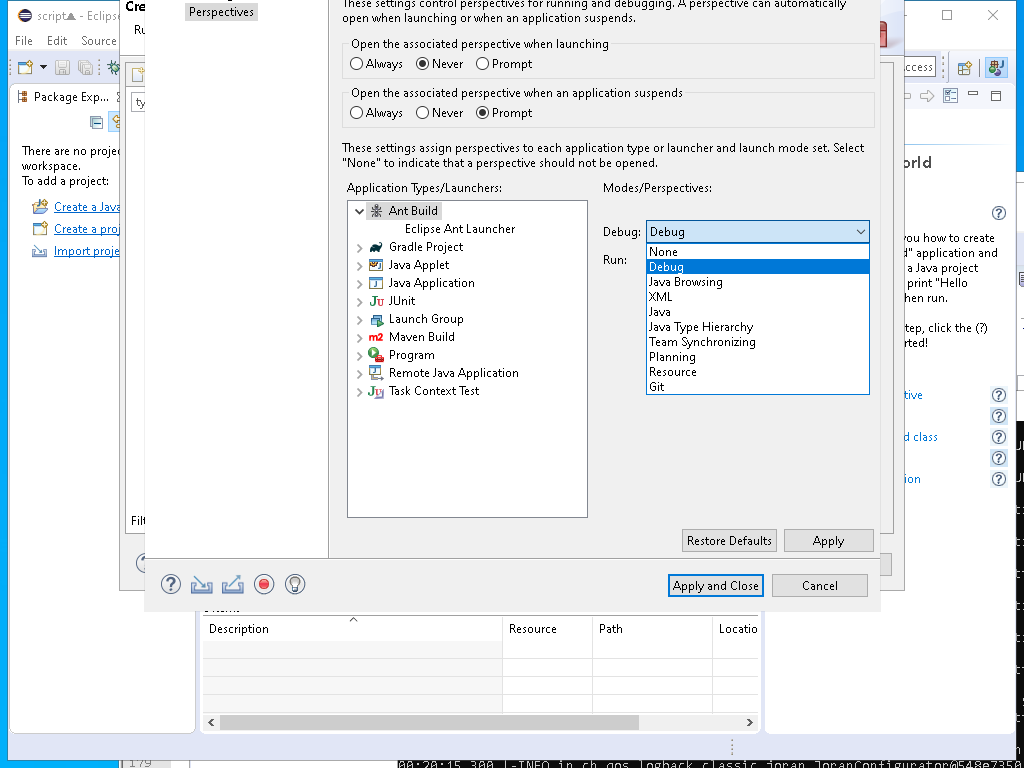 script - Eclips
File Edit Source
Package Exp...
There are no proje
workspace.
To add a project:
Create a Java
Create a proj
Import proje
Cre
Ru
ty
Filt
Perspectives
These settings control perspectives for running and debugging. A perspective can automatically
open when launching or when an application suspends.
Open the associated perspective when launching
Always Never Prompt
Open the associated perspective when an application suspends
Always Never Prompt
These settings assign perspectives to each application type or launcher and launch mode set. Select
"None" to indicate that a perspective should not be opened.
Application Types/Launchers:
Ant Build
Eclipse Ant Launcher
Gradle Project
Java Applet
Java Application
JUnit
Launch Group
Maven Build
Program
Remote Java Application
Task Context Test
Modes/Perspectives:
Debug: Debug
Run:
None
Debug
Java Browsing
XML
Java
Java Type Hierarchy
Team Synchronizing
Planning
Resource
Git
Restore Defaults Apply
Apply and Close Cancel
ccess
orld
you how to create
d" application and
a Java project
print "Hello
hen run.
tep, click the (?)
rted!
tive
d class
ion
Description Resource Path Locatio
179
00:20:15,300 |-INFO in ch.qos.logback.classic.joran.JoranConfigurator@548e7350